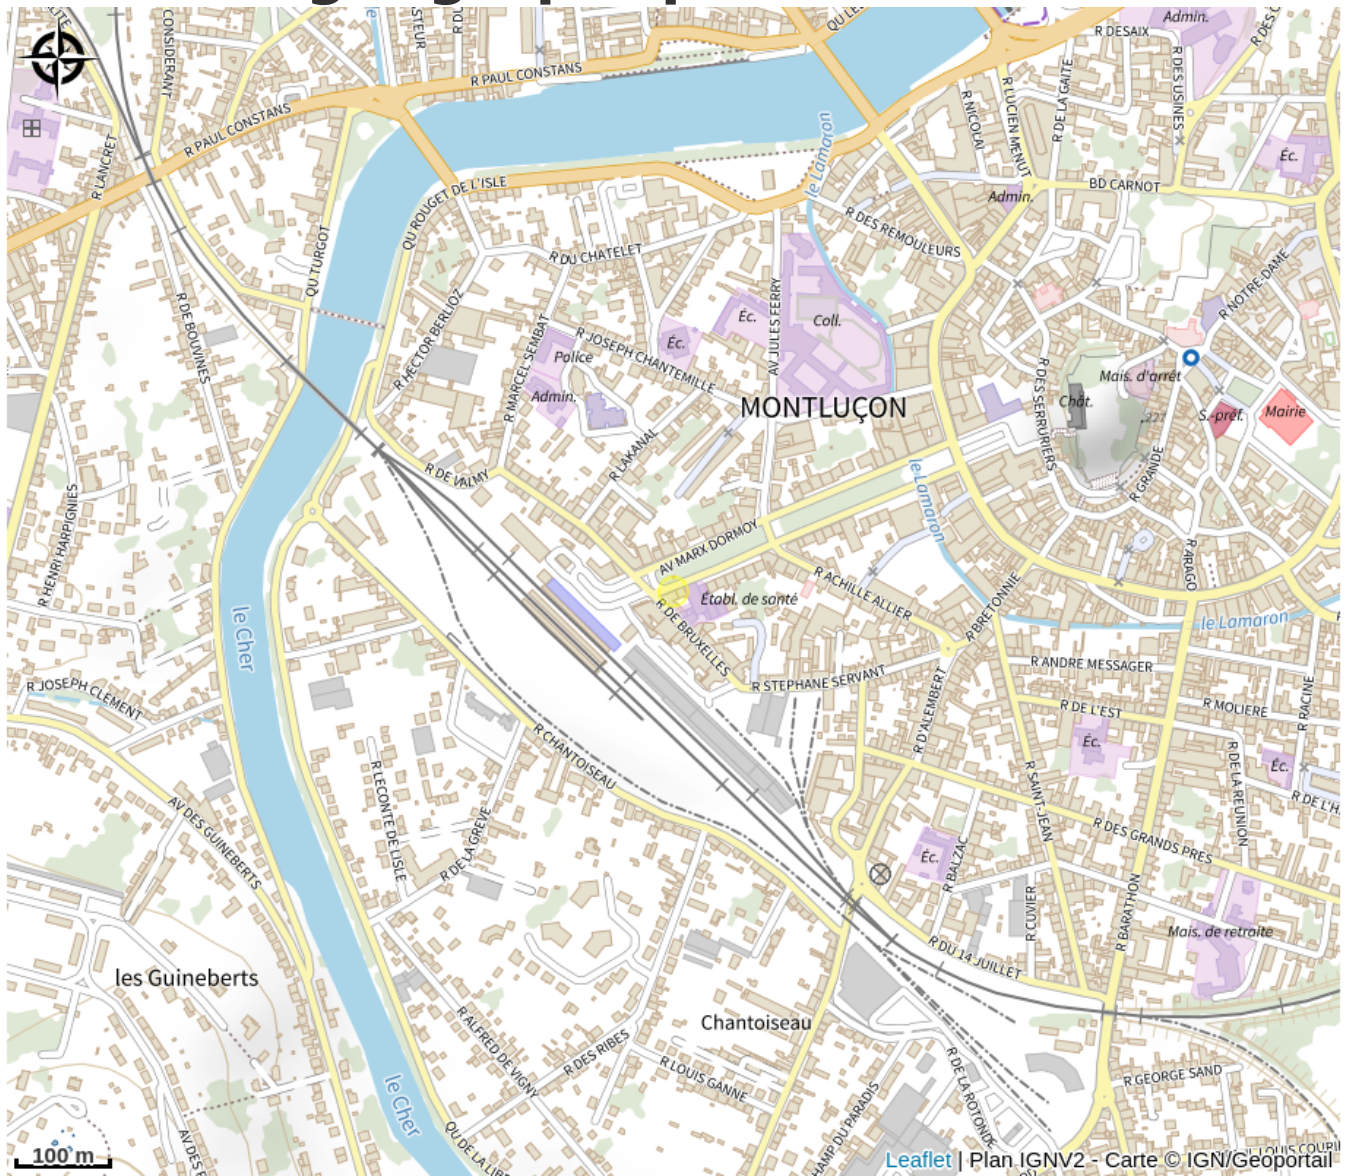 Admin.
R DESAIX
CONSIDERANT
R PAUL CONSTANS
R PAUL CONSTANS
R LANCRET
R NICOLAI
R LUCIEN MENUT
R DE LA GAITE
R DES USINES
Éc.
le Lamaron
BD CARNOT
Admin.
QU ROUGET DE L'ISLE
R DES REMOULEURS
QU TURGOT
R DU CHATELET
R NOTRE-DAME
R DE BOUVINES
R HECTOR BERLIOZ
R MARCEL SEMBAT
Police
R JOSEPH CHANTEMILLE
Éc.
Éc.
AV JULES FERRY
Coll.
Admin.
MONTLUÇON
R DES SERRURIERS
Mais. d'arrêt
Chât.
227
S.-préf.
Mairie
R LAKANAL
R DE VALMY
R GRANDE
le Lamaron
R HENRI HARPIGNIES
AV MARX DORMOY
R ARAGO
R ACHILLE ALLIER
Établ. de santé
R DE BRUXELLES
R BRETONNIE
le Lamaron
le Cher
R STEPHANE SERVANT
R ANDRE MESSAGER
R JOSEPH CLEMENT
R D'ALEMBERT
R DE L'EST
R MOLIERE
R RACINE
Éc.
Éc.
R CHANTOISEAU
R LECONTE DE LISLE
R DE LA GREVE
AV DES GUINEBERTS
R SAINT-JEAN
R DE LA REUNION
R DES GRANDS PRES
Éc.
R BALZAC
R CUVIER
R BARATHON
Mais. de retraite
R DU 14 JUILLET
les Guineberts
Chantoiseau
R ALFRED DE VIGNY
R DES RIBES
R LOUIS GANNE
R DE LA ROTONDE
R GEORGE SAND
le Cher
100 m
Leaflet | Plan IGNV2 - Carte © IGN/Geoportail